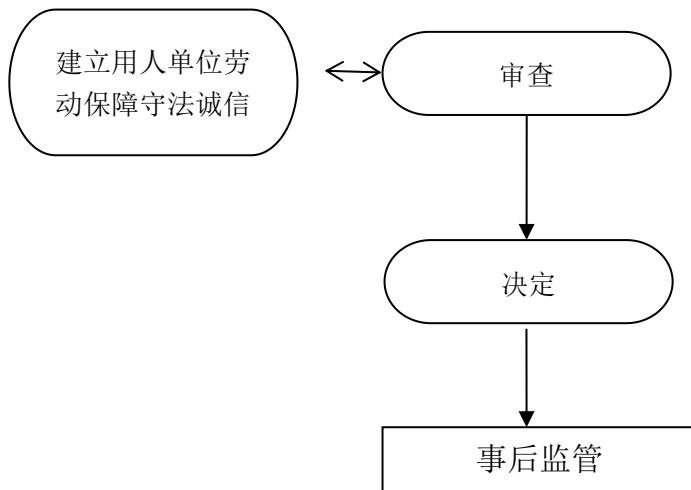 建立用人单位劳
动保障守法诚信
审查
决定
事后监管